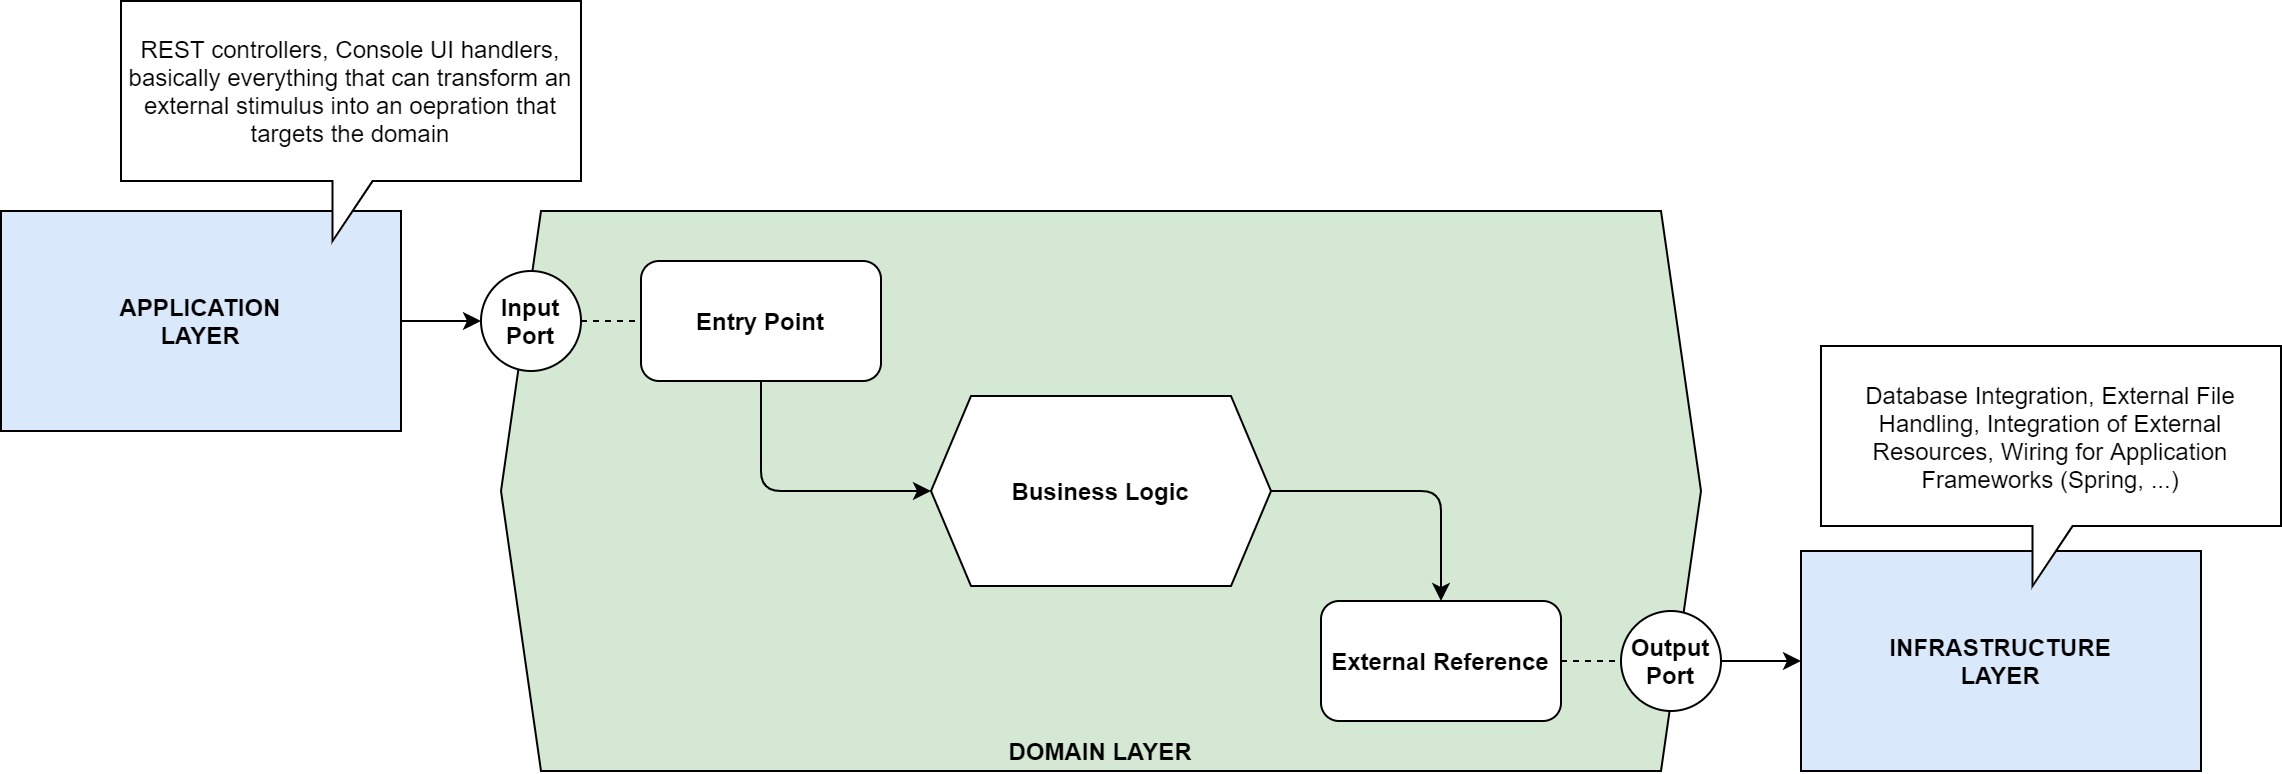 REST controllers, Console UI handlers,
basically everything that can transform an
external stimulus into an oepration that
targets the domain
APPLICATION
LAYER
Input
Port
Entry Point
Business Logic
External Reference
Output
Port
DOMAIN LAYER
Database Integration, External File
Handling, Integration of External
Resources, Wiring for Application
Frameworks (Spring, ...)
INFRASTRUCTURE
LAYER